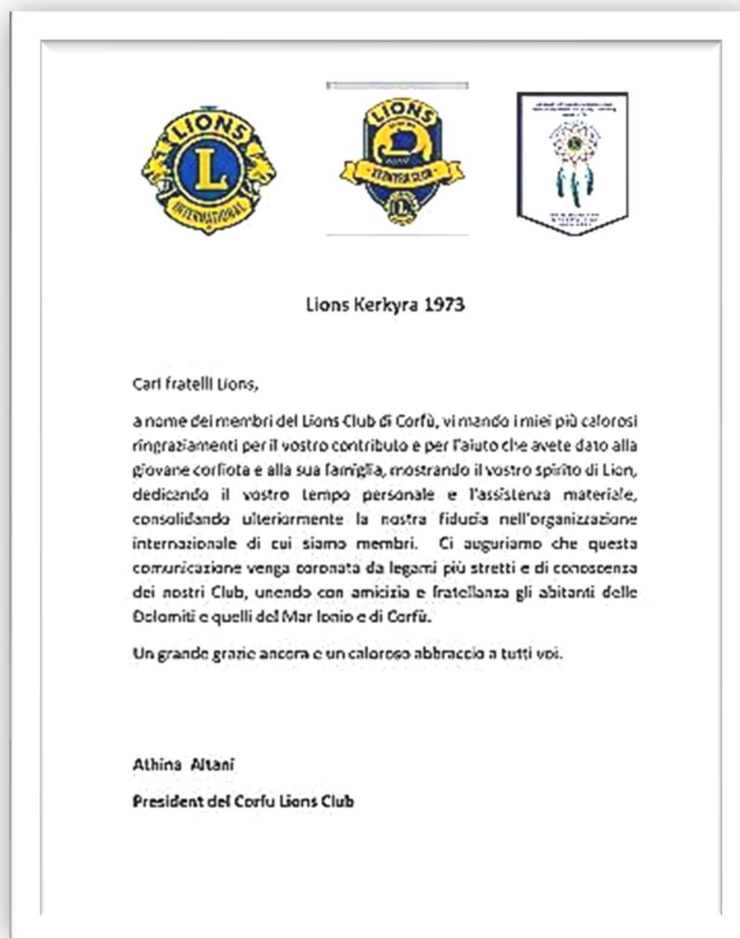 LIONS
L
INTERNATIONAL
LIONS
L
Lions Kerkyra 1973
Cari fratelli Lions,
a nome dei membri del Lions Club di Corfù, vi mando i miei più calorosi
ringraziamenti per il vostro contributo e per l'aiuto che avete dato alla
giovane corfiota e alla sua famiglia, mostrando il vostro spirito di Lion,
dedicando il vostro tempo personale e l'assistenza materiale,
consolidando ulteriormente la nostra fiducia nell'organizzazione
internazionale di cui siamo membri. Ci auguriamo che questa
comunicazione venga coronata da legami più stretti e di conoscenza
dei nostri Club, unendo con amicizia e fratellanza gli abitanti delle
Dolomiti e quelli del Mar Ionio e di Corfù.
Un grande grazie ancora e un caloroso abbraccio a tutti voi.
Athina Altani
President del Corfu Lions Club